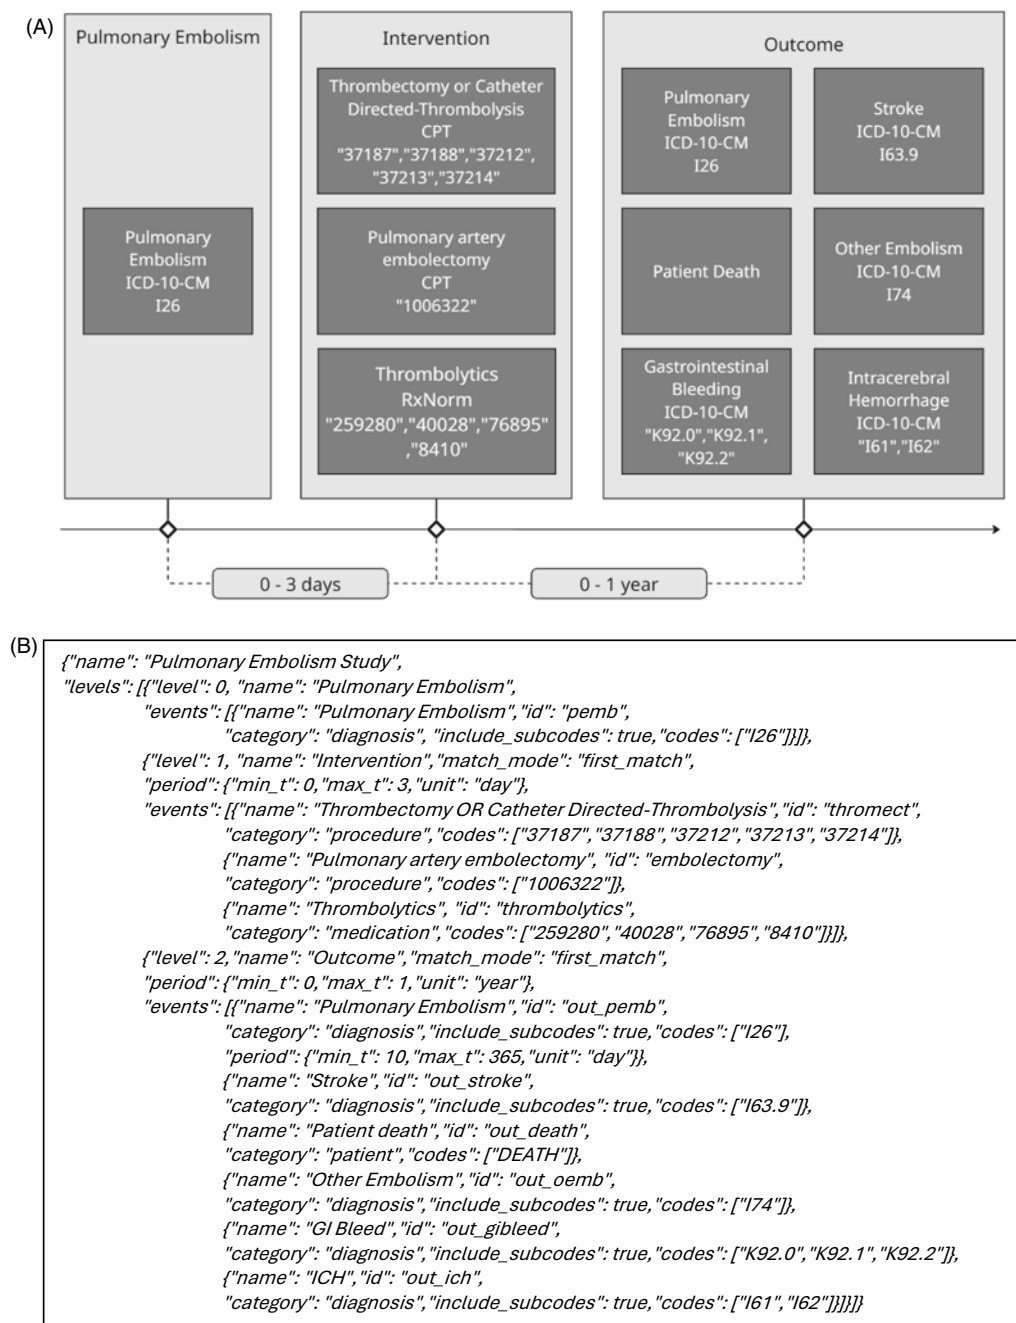 (A)
Pulmonary Embolism
Pulmonary
Embolism
ICD-10-CM
I26
Intervention
Thrombectomy or Catheter
Directed-Thrombolysis
CPT
"37187","37188","37212",
"37213","37214"
Pulmonary artery
embolectomy
CPT
"1006322"
Thrombolytics
RxNorm
"259280","40028","76895"
,"8410"
Outcome
Pulmonary
Embolism
ICD-10-CM
I26
Stroke
ICD-10-CM
I63.9
Patient Death
Other Embolism
ICD-10-CM
I74
Gastrointestinal
Bleeding
ICD-10-CM
"K92.0","K92.1",
"K92.2"
Intracerebral
Hemorrhage
ICD-10-CM
"I61","I62"
0 - 3 days
0 - 1 year
(B)
{"name": "Pulmonary Embolism Study",
"levels": [{"level": 0, "name": "Pulmonary Embolism",
"events": [{"name": "Pulmonary Embolism","id": "pemb",
"category": "diagnosis", "include_subcodes": true,"codes": ["I26"]}]},
{"level": 1, "name": "Intervention","match_mode": "first_match",
"period": {"min_t": 0,"max_t": 3,"unit": "day"},
"events": [{"name": "Thrombectomy OR Catheter Directed-Thrombolysis","id": "thromect",
"category": "procedure","codes": ["37187","37188","37212","37213","37214"]},
{"name": "Pulmonary artery embolectomy", "id": "embolectomy",
"category": "procedure","codes": ["1006322"]},
{"name": "Thrombolytics", "id": "thrombolytics",
"category": "medication","codes": ["259280","40028","76895","8410"]}]},
{"level": 2,"name": "Outcome","match_mode": "first_match",
"period": {"min_t": 0,"max_t": 1,"unit": "year"},
"events": [{"name": "Pulmonary Embolism","id": "out_pemb",
"category": "diagnosis","include_subcodes": true,"codes": ["I26"],
"period": {"min_t": 10,"max_t": 365,"unit": "day"}},
{"name": "Stroke","id": "out_stroke",
"category": "diagnosis","include_subcodes": true,"codes": ["I63.9"]},
{"name": "Patient death","id": "out_death",
"category": "patient","codes": ["DEATH"]},
{"name": "Other Embolism","id": "out_oemb",
"category": "diagnosis","include_subcodes": true,"codes": ["I74"]},
{"name": "GI Bleed","id": "out_gibleed",
"category": "diagnosis","include_subcodes": true,"codes": ["K92.0","K92.1","K92.2"]},
{"name": "ICH","id": "out_ich",
"category": "diagnosis","include_subcodes": true,"codes": ["I61","I62"]}]}]}